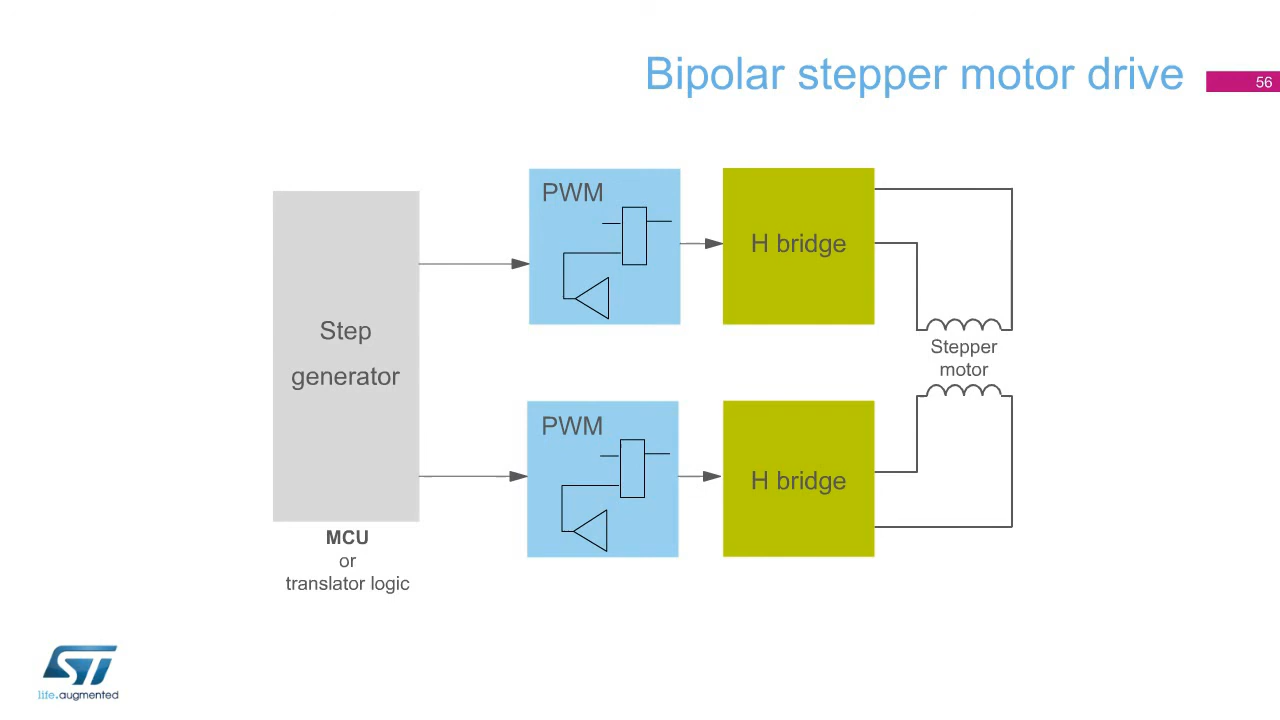 Bipolar stepper motor drive
56
PWM
H bridge
Step
generator
Stepper
motor
PWM
H bridge
MCU
or
translator logic
ST
life.augmented